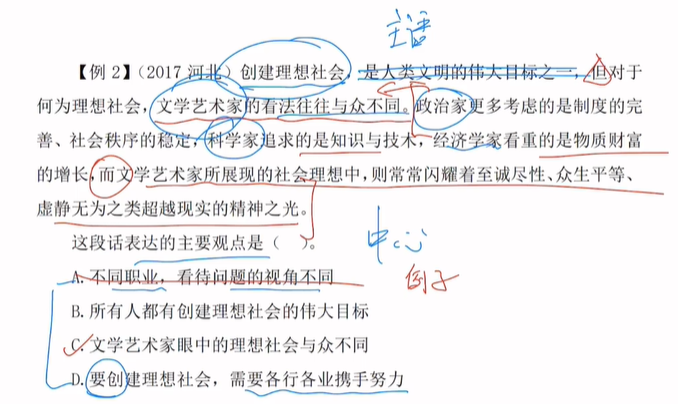 主语
【例 2】（2017 河北）创建理想社会，是人类文明的伟大目标之一，但对于
何为理想社会，文学艺术家的看法往往与众不同。政治家更多考虑的是制度的完
善、社会秩序的稳定，科学家追求的是知识与技术，经济学家看重的是物质财富
的增长，而文学艺术家所展现的社会理想中，则常常闪耀着至诚尽性、众生平等、
虚静无为之类超越现实的精神之光。
这段话表达的主要观点是（ ）。
中心
A. 不同职业，看待问题的视角不同
例子
B. 所有人都有创建理想社会的伟大目标
C. 文学艺术家眼中的理想社会与众不同
D. 要创建理想社会，需要各行各业携手努力